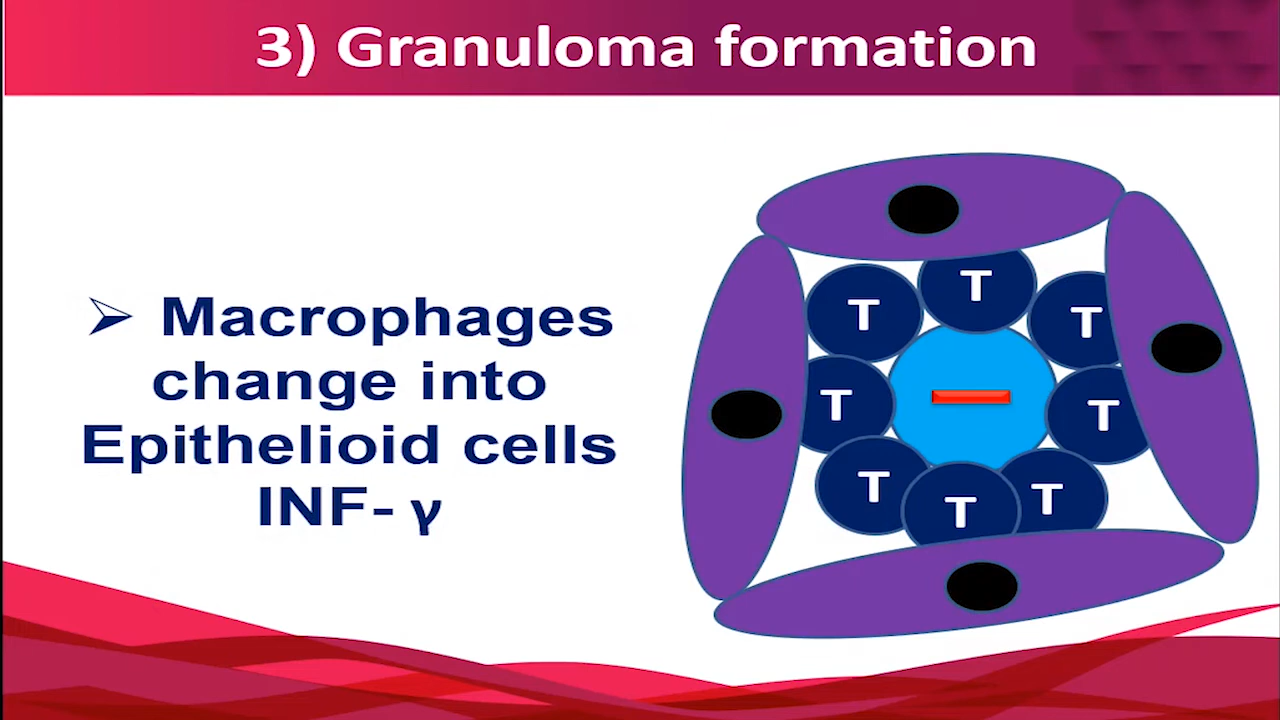 3) Granuloma formation
➢ Macrophages
change into
Epithelioid cells
INF- γ
T
T
T
T
T
T
T
T